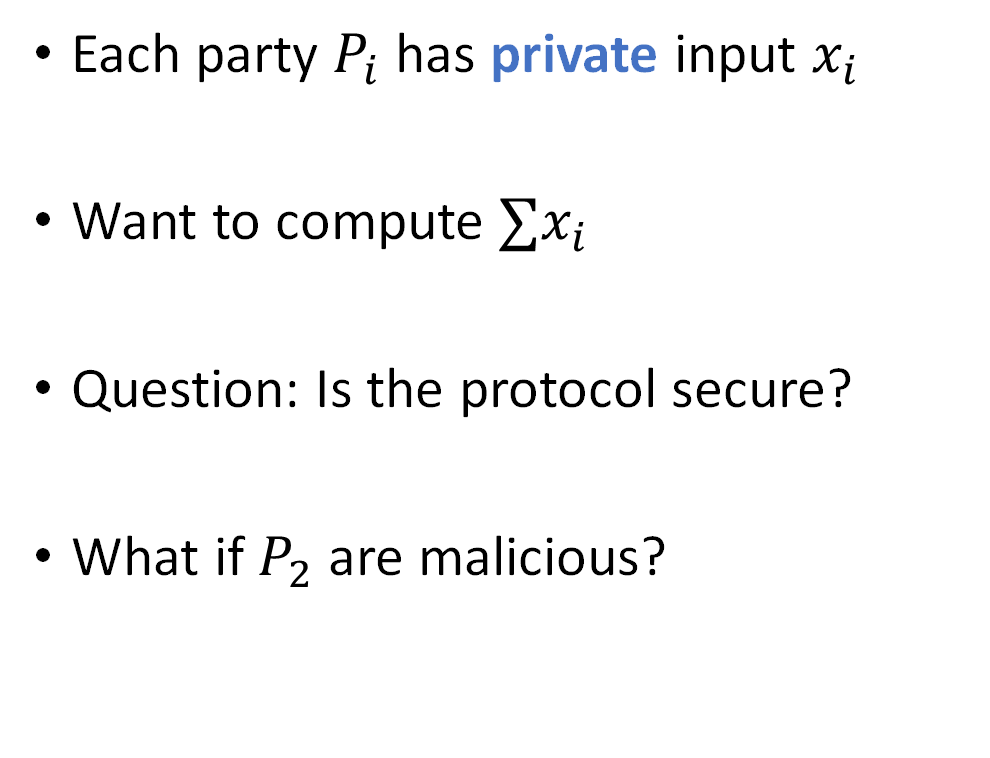 • Each party 𝑃ᵢ has private input 𝑥ᵢ
• Want to compute ∑𝑥ᵢ
• Question: Is the protocol secure?
• What if 𝑃₂ are malicious?